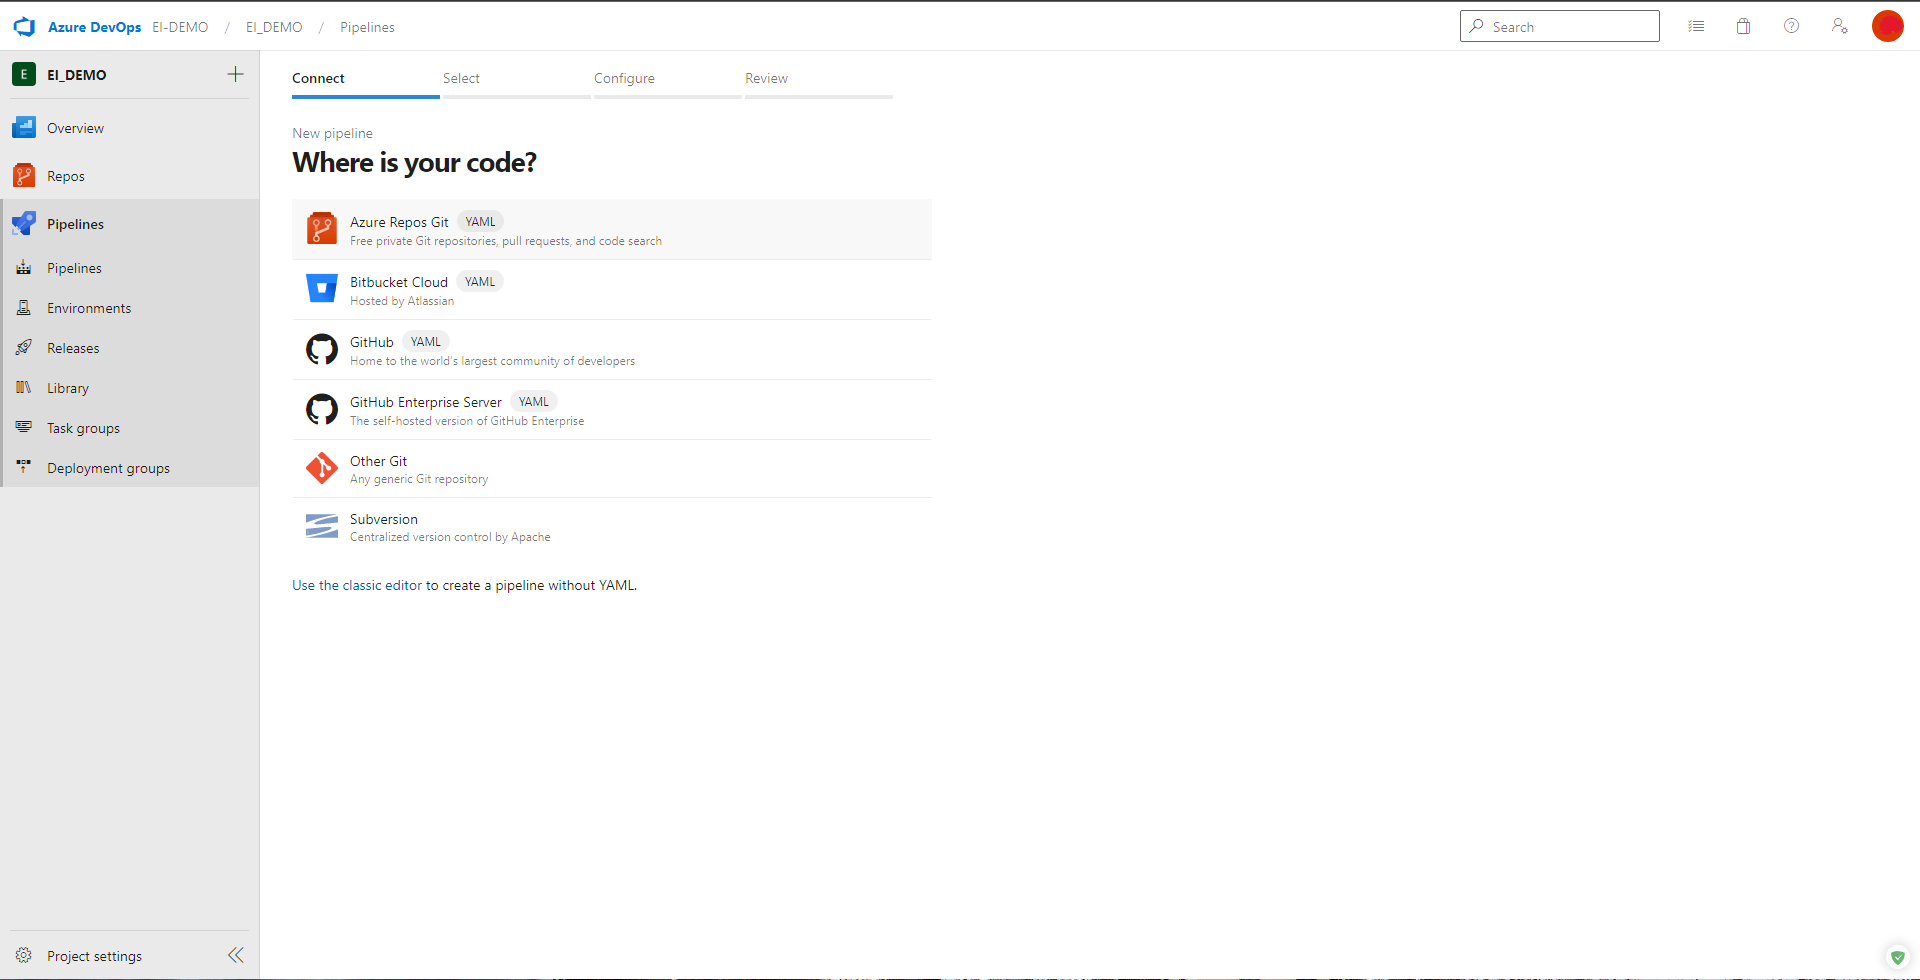 Azure DevOps EI-DEMO / EI_DEMO / Pipelines
Search
E EI_DEMO
Overview
Repos
Pipelines
Pipelines
Environments
Releases
Library
Task groups
Deployment groups
Project settings
Connect Select Configure Review
New pipeline
Where is your code?
Azure Repos Git YAML
Free private Git repositories, pull requests, and code search
Bitbucket Cloud YAML
Hosted by Atlassian
GitHub YAML
Home to the world's largest community of developers
GitHub Enterprise Server YAML
The self-hosted version of GitHub Enterprise
Other Git
Any generic Git repository
Subversion
Centralized version control by Apache
Use the classic editor to create a pipeline without YAML.